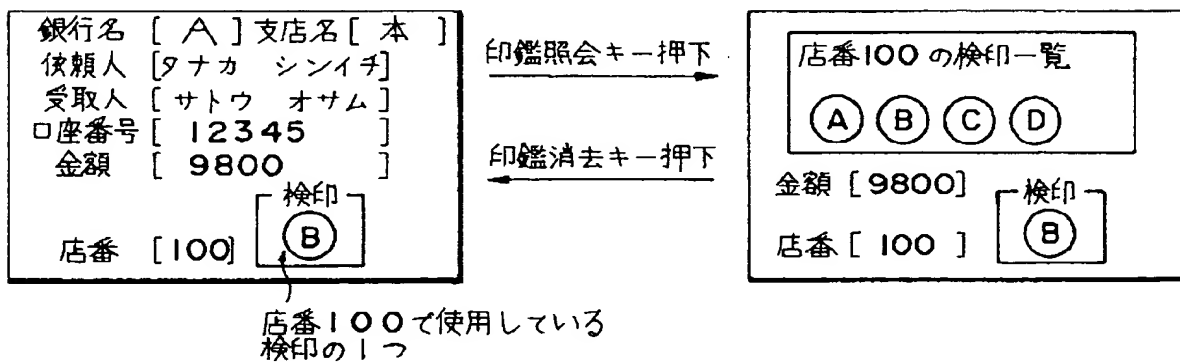 銀行名 [ A ] 支店名 [ 本 ]
依頼人 [タナカ シンイチ]
受取人 [サトウ オサム]
口座番号 [ 12345 ]
金額 [ 9800 ]
検印
B
店番 [100]
店番100で使用している
検印の1つ
印鑑照会キー押下
印鑑消去キー押下
店番100の検印一覧
A B C D
金額 [9800]
検印
B
店番 [ 100 ]